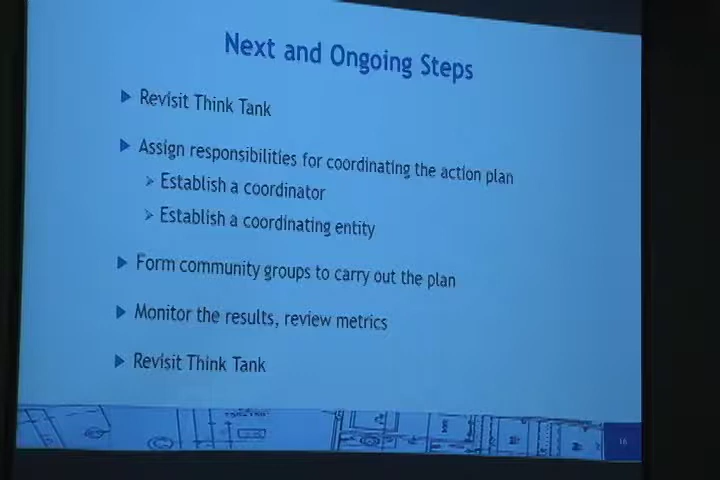 Next and Ongoing Steps
Revisit Think Tank
Assign responsibilities for coordinating the action plan
Establish a coordinator
Establish a coordinating entity
Form community groups to carry out the plan
Monitor the results, review metrics
Revisit Think Tank
16